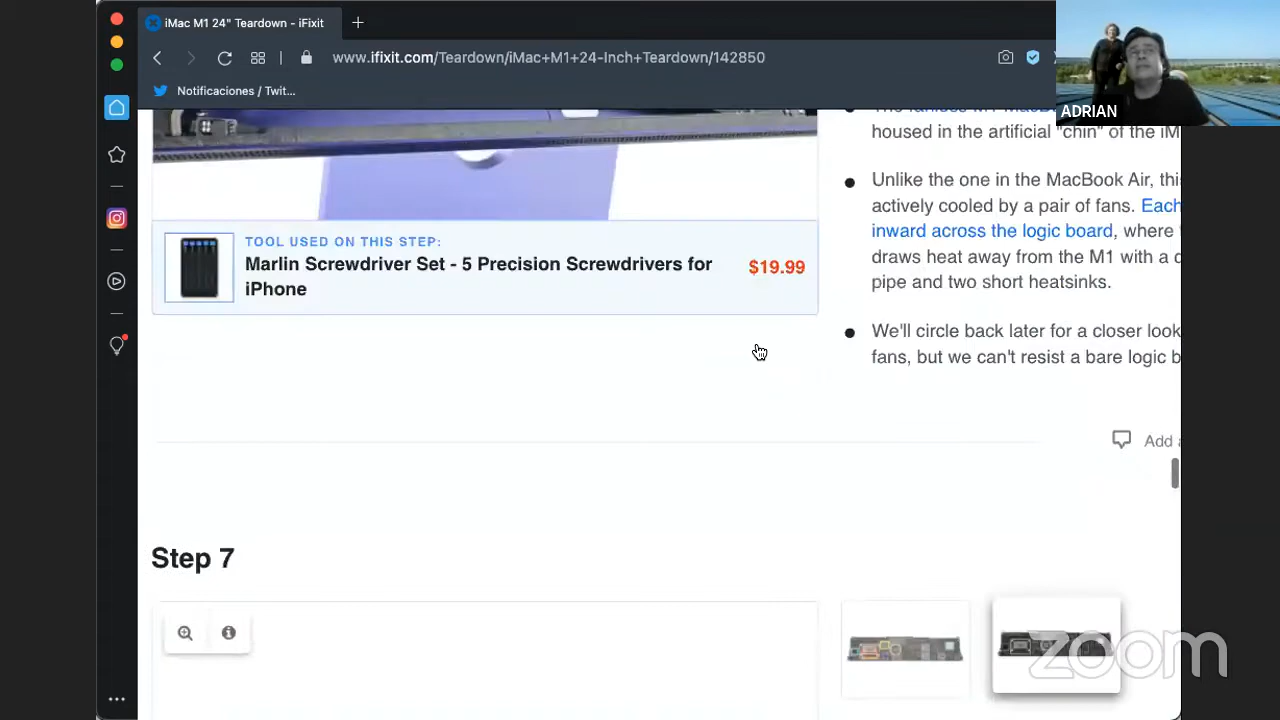 iMac M1 24" Teardown - iFixit
www.ifixit.com/Teardown/iMac+M1+24-Inch+Teardown/142850
Notificaciones / Twit...
ADRIAN
housed in the artificial "chin" of the iM
Unlike the one in the MacBook Air, this
actively cooled by a pair of fans. Each
inward across the logic board, where
draws heat away from the M1 with a
pipe and two short heatsinks.
We'll circle back later for a closer look
fans, but we can't resist a bare logic b
TOOL USED ON THIS STEP:
Marlin Screwdriver Set - 5 Precision Screwdrivers for
iPhone
$19.99
Add a
Step 7
zoom